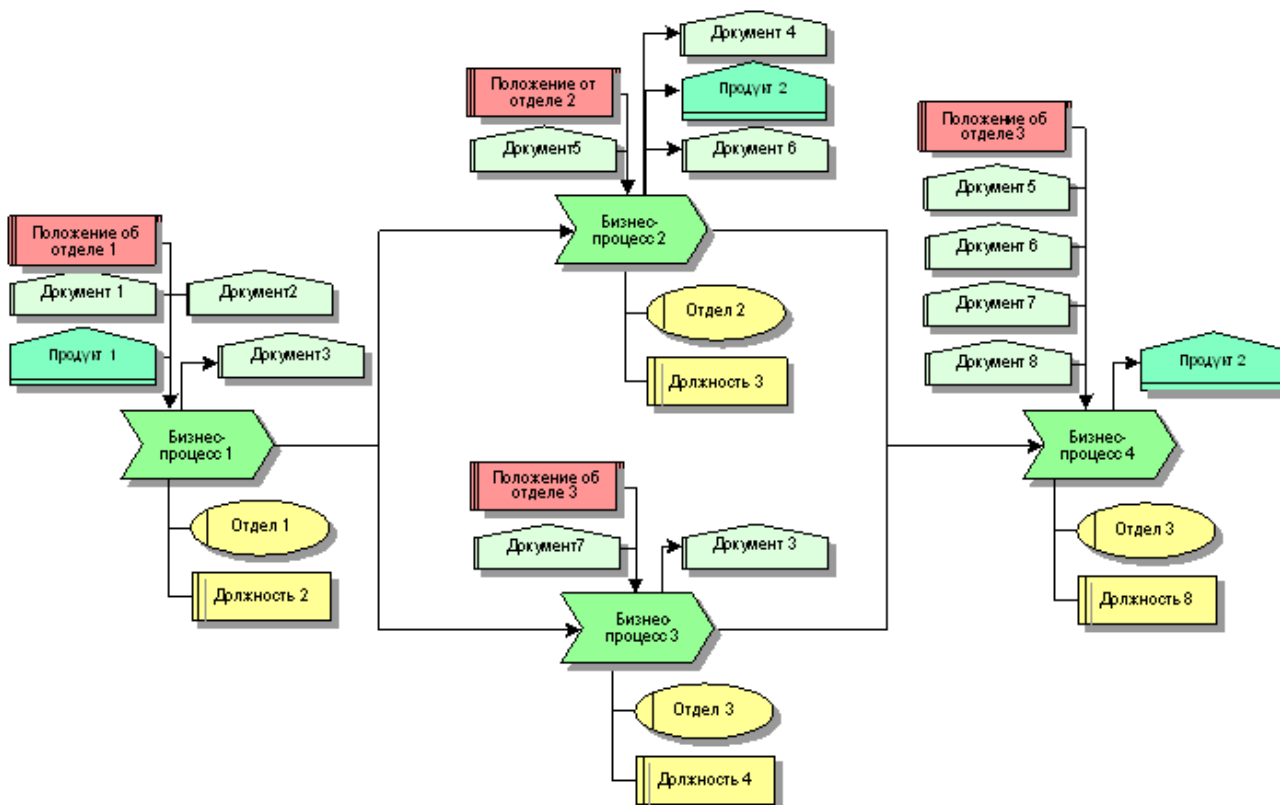 Документ 4
Положение от
отделе 2
Продукт 2
Документ5
Документ 6
Бизнес-
процесс 2
Отдел 2
Должность 3
Положение об
отделе 1
Документ 1
Документ2
Продукт 1
Документ3
Бизнес-
процесс 1
Отдел 1
Должность 2
Положение об
отделе 3
Документ7
Документ 3
Бизнес
процесс 3
Отдел 3
Должность 4
Положение об
отделе 3
Документ 5
Документ 6
Документ 7
Документ 8
Продукт 2
Бизнес-
процесс 4
Отдел 3
Должность 8